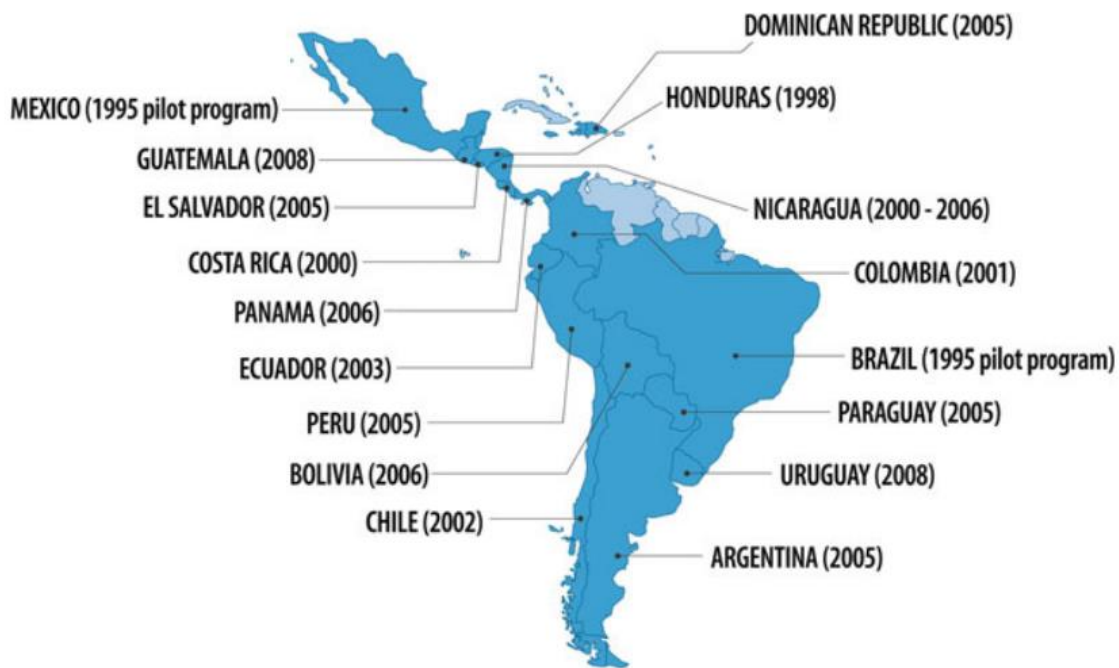 DOMINICAN REPUBLIC (2005)
HONDURAS (1998)
MEXICO (1995 pilot program)
GUATEMALA (2008)
EL SALVADOR (2005)
NICARAGUA (2000 - 2006)
COSTA RICA (2000)
COLOMBIA (2001)
PANAMA (2006)
ECUADOR (2003)
BRAZIL (1995 pilot program)
PERU (2005)
PARAGUAY (2005)
BOLIVIA (2006)
URUGUAY (2008)
CHILE (2002)
ARGENTINA (2005)